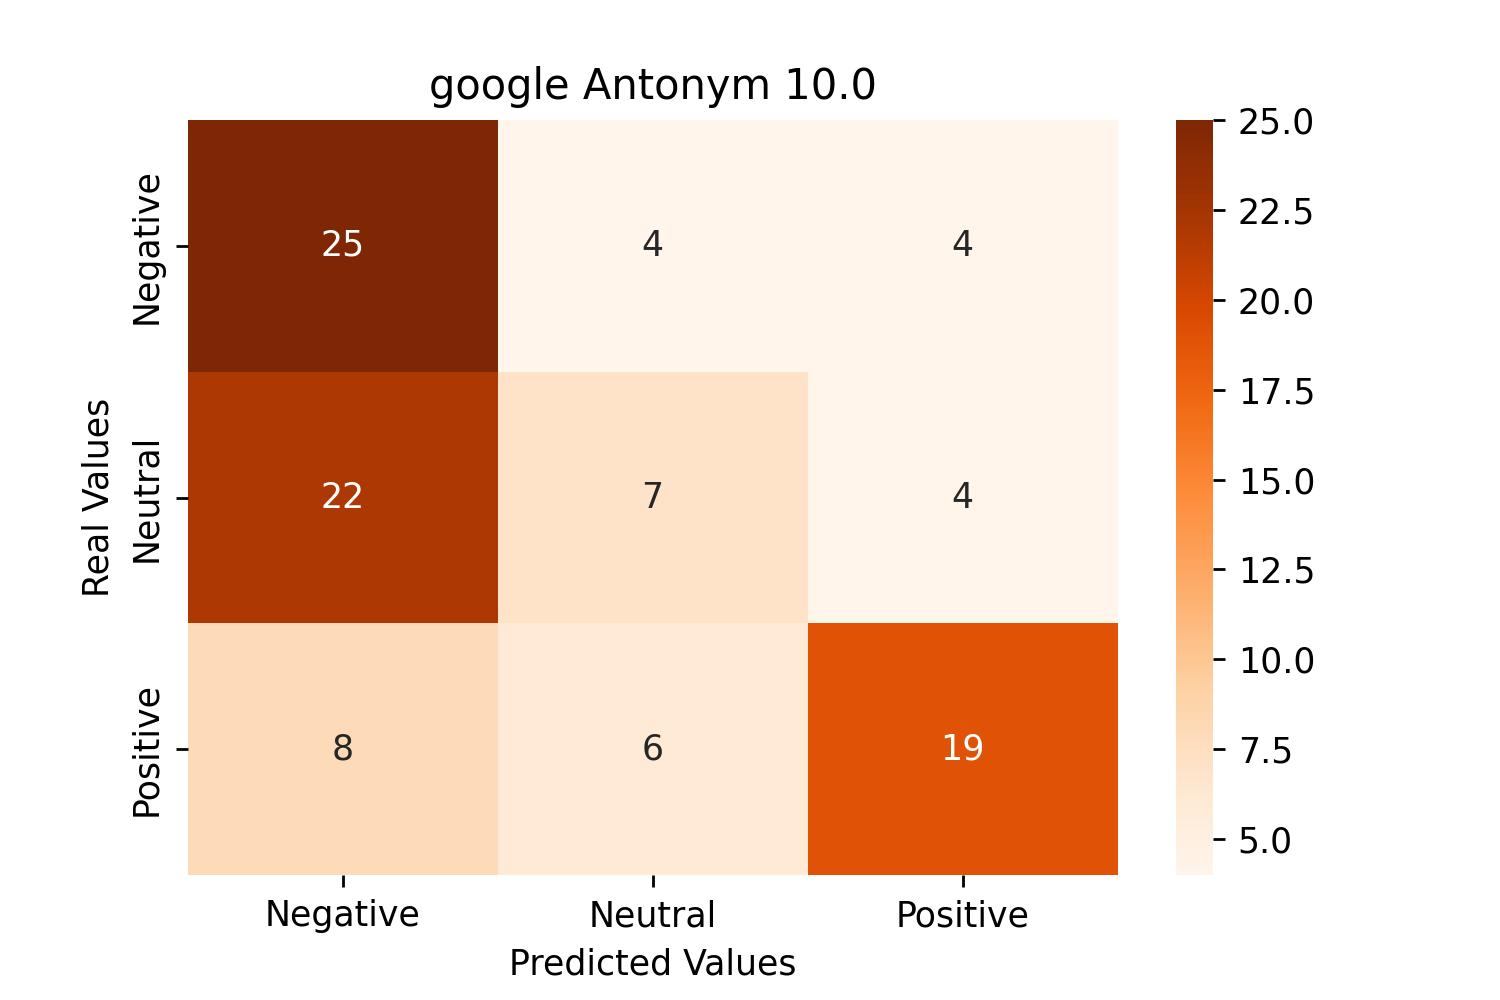 google Antonym 10.0
Real Values
Negative
25 4 4
Neutral
22 7 4
Positive
8 6 19
Negative Neutral Positive
Predicted Values
25.0
22.5
20.0
17.5
15.0
12.5
10.0
7.5
5.0